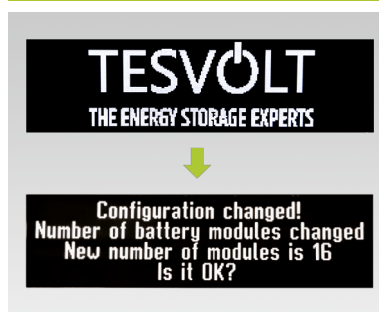 TESVOLT
THE ENERGY STORAGE EXPERTS
Configuration changed!
Number of battery modules changed
New number of modules is 16
Is it OK?